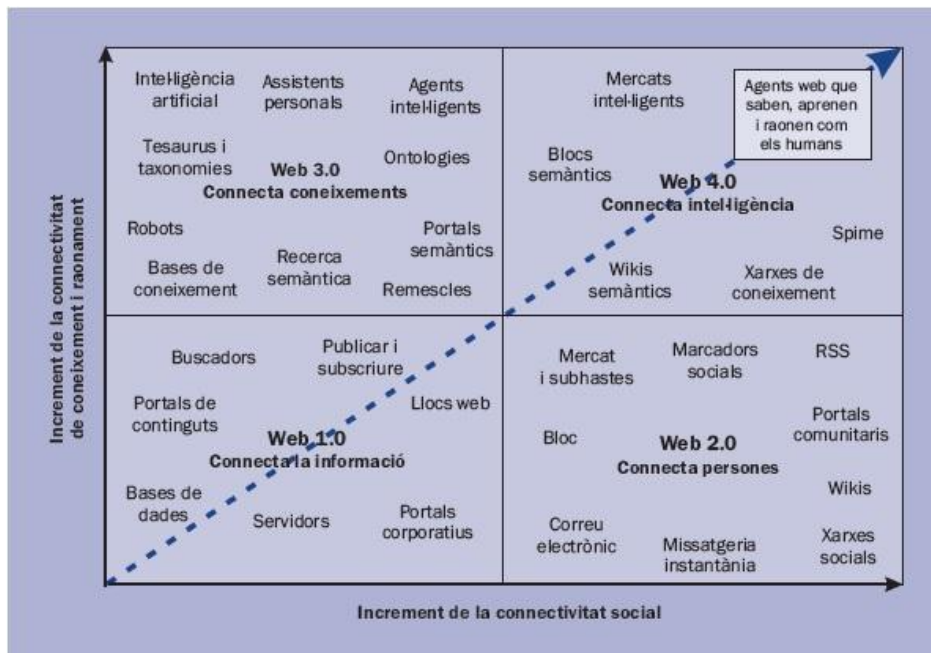 Increment de la connectivitat
de coneixement i raonament
Intel·ligència
artificial
Assistents
personals
Agents
intel·ligents
Tesaurus i
taxonomies
Web 3.0
Connecta coneixements
Ontologies
Robots
Bases de
coneixement
Recerca
semàntica
Portals
semàntics
Remescles
Mercats
intel·ligents
Agents web que
saben, aprenen
i raonen com
els humans
Blocs
semàntics
Web 4.0
Connecta intel·ligència
Spime
Wikis
semàntics
Xarxes de
coneixement
Buscadors
Publicar i
subscriure
Portals de
continguts
Llocs web
Web 1.0
Connecta la informació
Bases de
dades
Servidors
Portals
corporatius
Mercat
i subhastes
Marcadors
socials
RSS
Bloc
Web 2.0
Connecta persones
Portals
comunitaris
Wikis
Correu
electrònic
Missatgeria
instantània
Xarxes
socials
Increment de la connectivitat social